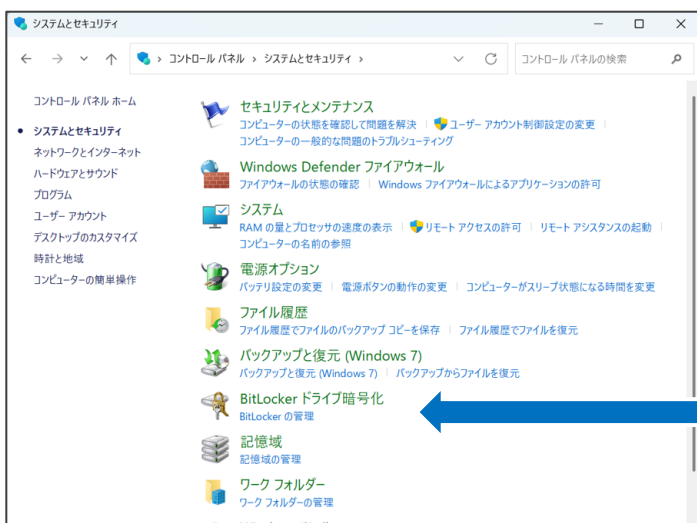 システムとセキュリティ
コントロール パネル › システムとセキュリティ ›
コントロール パネルの検索
コントロール パネル ホーム
システムとセキュリティ
ネットワークとインターネット
ハードウェアとサウンド
プログラム
ユーザー アカウント
デスクトップのカスタマイズ
時計と地域
コンピューターの簡単操作
セキュリティとメンテナンス
コンピューターの状態を確認して問題を解決 ユーザー アカウント制御設定の変更
コンピューターの一般的な問題のトラブルシューティング
Windows Defender ファイアウォール
ファイアウォールの状態の確認 Windows ファイアウォールによるアプリケーションの許可
システム
RAM の量とプロセッサの速度の表示 リモート アクセスの許可 リモート アシスタンスの起動
コンピューターの名前の参照
電源オプション
バッテリ設定の変更 電源ボタンの動作の変更 コンピューターがスリープ状態になる時間を変更
ファイル履歴
ファイル履歴でファイルのバックアップ コピーを保存 ファイル履歴でファイルを復元
バックアップと復元 (Windows 7)
バックアップと復元 (Windows 7) バックアップからファイルを復元
BitLocker ドライブ暗号化
BitLocker の管理
記憶域
記憶域の管理
ワーク フォルダー
ワーク フォルダーの管理